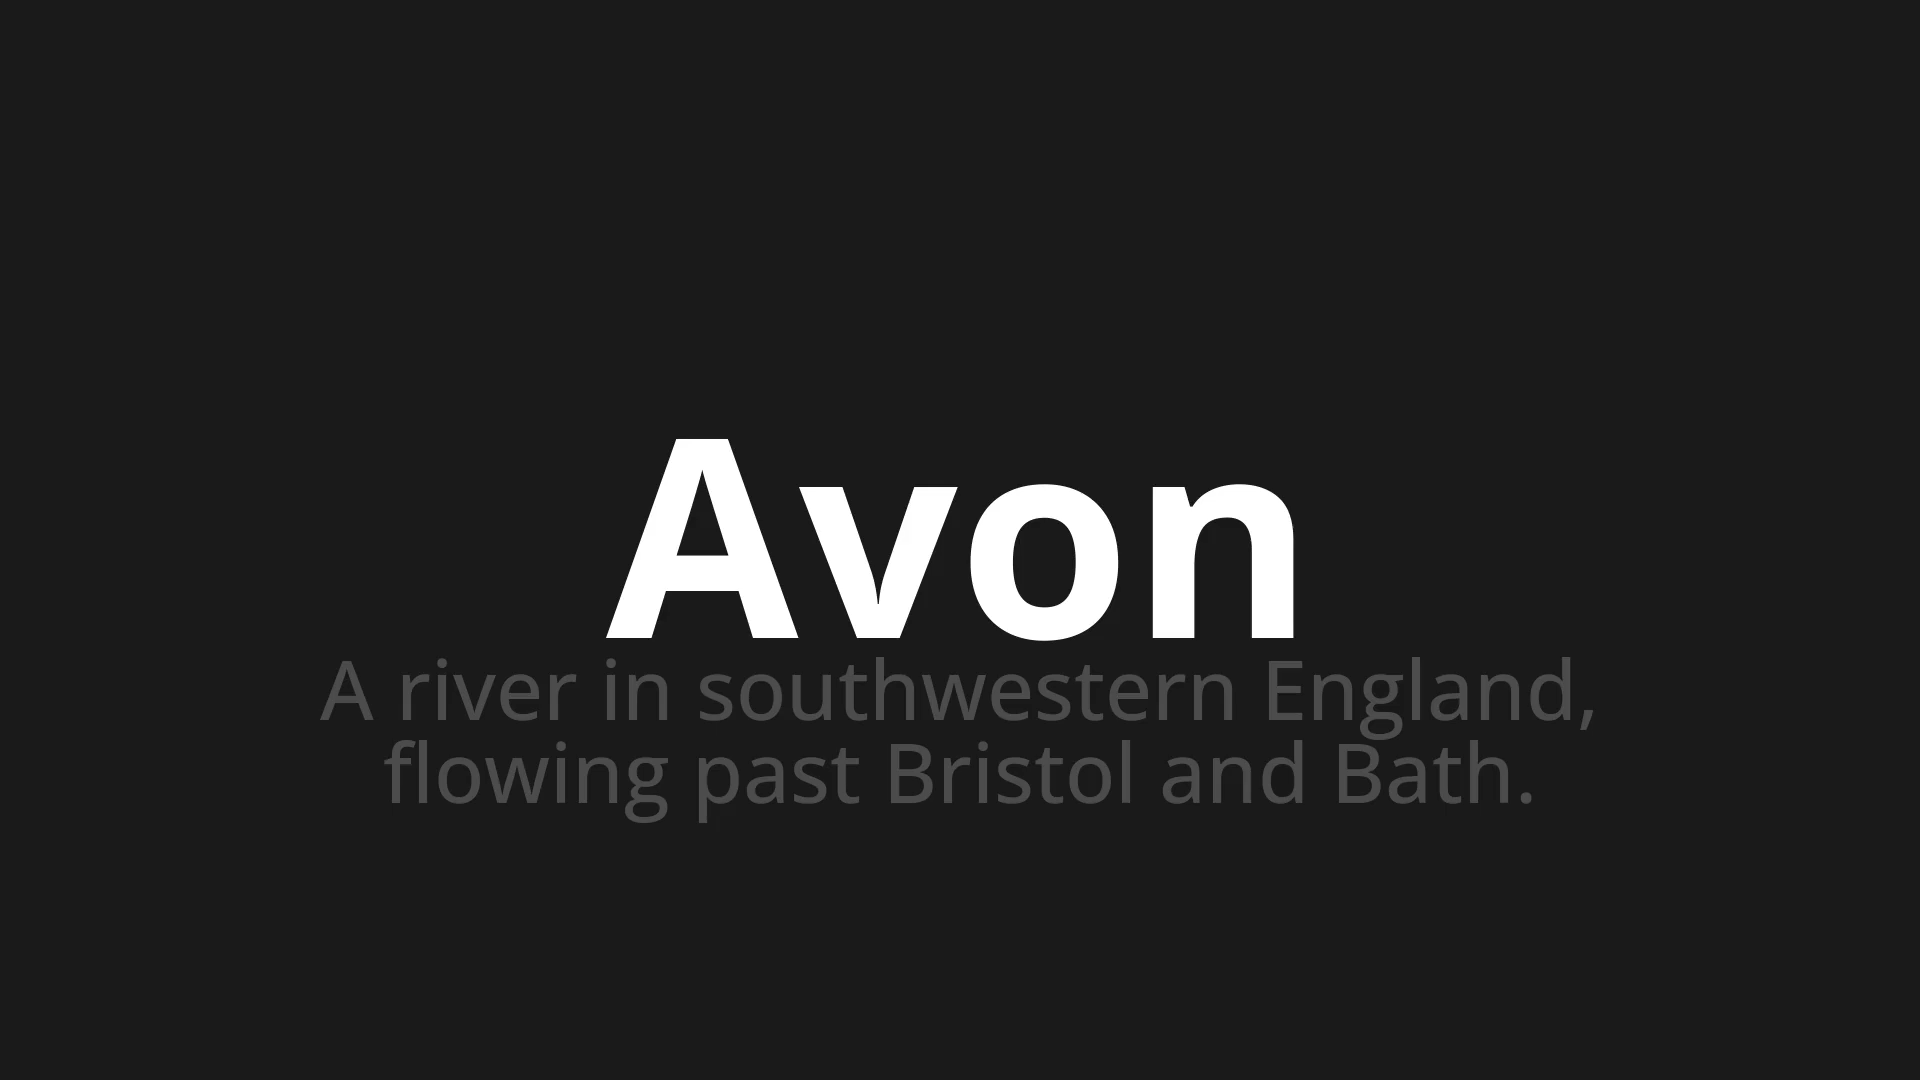 Avon
A river in southwestern England,
flowing past Bristol and Bath.